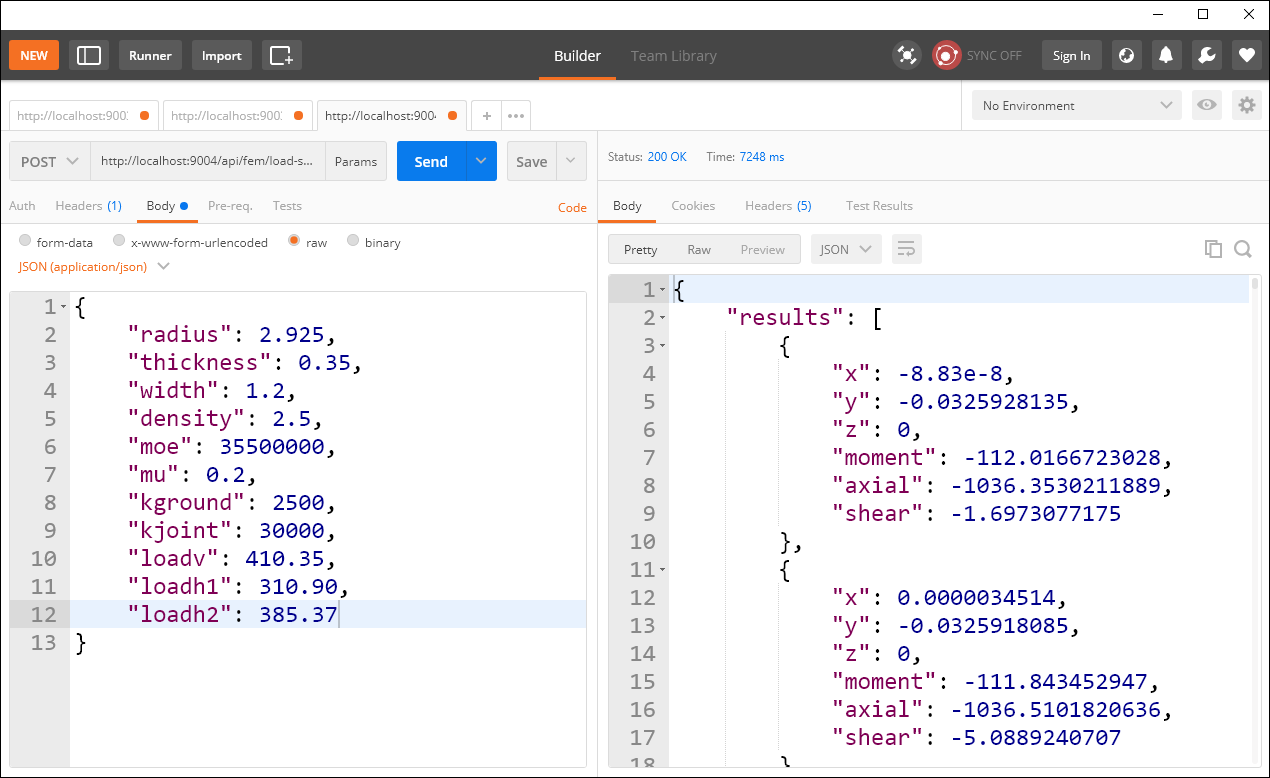 NEW Runner Import Builder Team Library SYNC OFF Sign In
http://localhost:900 http://localhost:900 http://localhost:900 + ••• No Environment
POST http://localhost:9004/api/fem/load-s... Params Send Save
Status: 200 OK Time: 7248 ms
Auth Headers (1) Body Pre-req. Tests Code
Body Cookies Headers (5) Test Results
form-data x-www-form-urlencoded raw binary
JSON (application/json)
Pretty Raw Preview JSON
1 {
2 "radius": 2.925,
3 "thickness": 0.35,
4 "width": 1.2,
5 "density": 2.5,
6 "moe": 35500000,
7 "mu": 0.2,
8 "kground": 2500,
9 "kjoint": 30000,
10 "loadv": 410.35,
11 "loadh1": 310.90,
12 "loadh2": 385.37
13 }
1 {
2 "results": [
3 {
4 "x": -8.83e-8,
5 "y": -0.0325928135,
6 "z": 0,
7 "moment": -112.0166723028,
8 "axial": -1036.3530211889,
9 "shear": -1.6973077175
10 },
11 {
12 "x": 0.0000034514,
13 "y": -0.0325918085,
14 "z": 0,
15 "moment": -111.843452947,
16 "axial": -1036.5101820636,
17 "shear": -5.0889240707
18 }